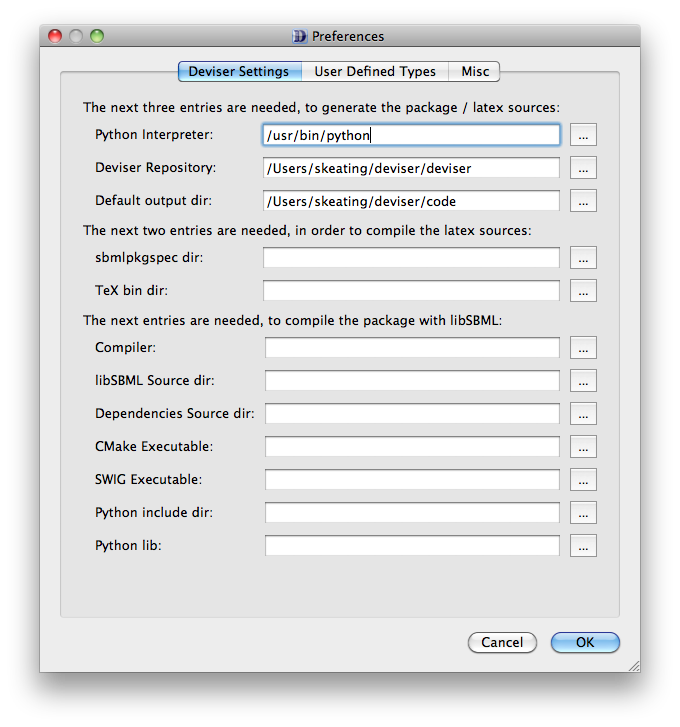 Preferences
Deviser Settings User Defined Types Misc
The next three entries are needed, to generate the package / latex sources:
Python Interpreter: /usr/bin/python ...
Deviser Repository: /Users/skeating/deviser/deviser ...
Default output dir: /Users/skeating/deviser/code ...
The next two entries are needed, in order to compile the latex sources:
sbmlpkgspec dir: ...
TeX bin dir: ...
The next entries are needed, to compile the package with libSBML:
Compiler: ...
libSBML Source dir: ...
Dependencies Source dir: ...
CMake Executable: ...
SWIG Executable: ...
Python include dir: ...
Python lib: ...
Cancel OK